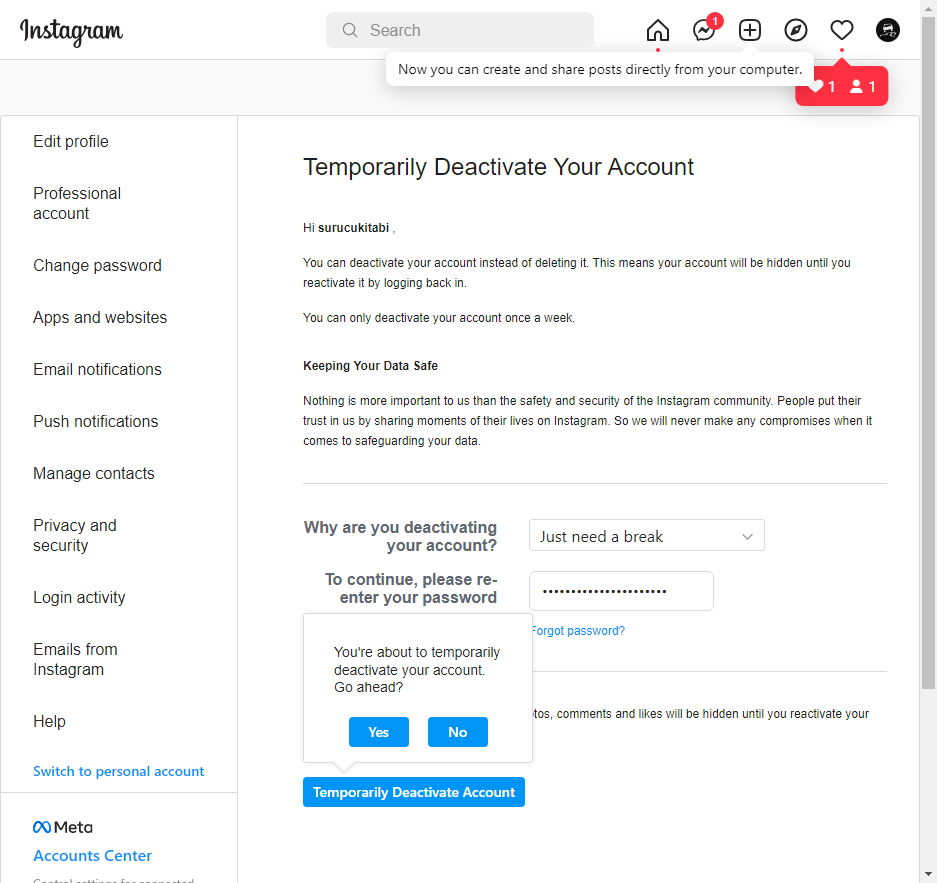 Instagram
Search
1
Now you can create and share posts directly from your computer.
1 1
Edit profile
Professional
account
Change password
Apps and websites
Email notifications
Push notifications
Manage contacts
Privacy and
security
Login activity
Emails from
Instagram
Help
Switch to personal account
Meta
Accounts Center
Control settings for connected
Temporarily Deactivate Your Account
Hi surucukitabi ,
You can deactivate your account instead of deleting it. This means your account will be hidden until you
reactivate it by logging back in.
You can only deactivate your account once a week.
Keeping Your Data Safe
Nothing is more important to us than the safety and security of the Instagram community. People put their
trust in us by sharing moments of their lives on Instagram. So we will never make any compromises when it
comes to safeguarding your data.
Why are you deactivating
your account?
Just need a break
To continue, please re-
enter your password
Forgot password?
You're about to temporarily
deactivate your account.
Go ahead?
Yes No
comments and likes will be hidden until you reactivate your
Temporarily Deactivate Account